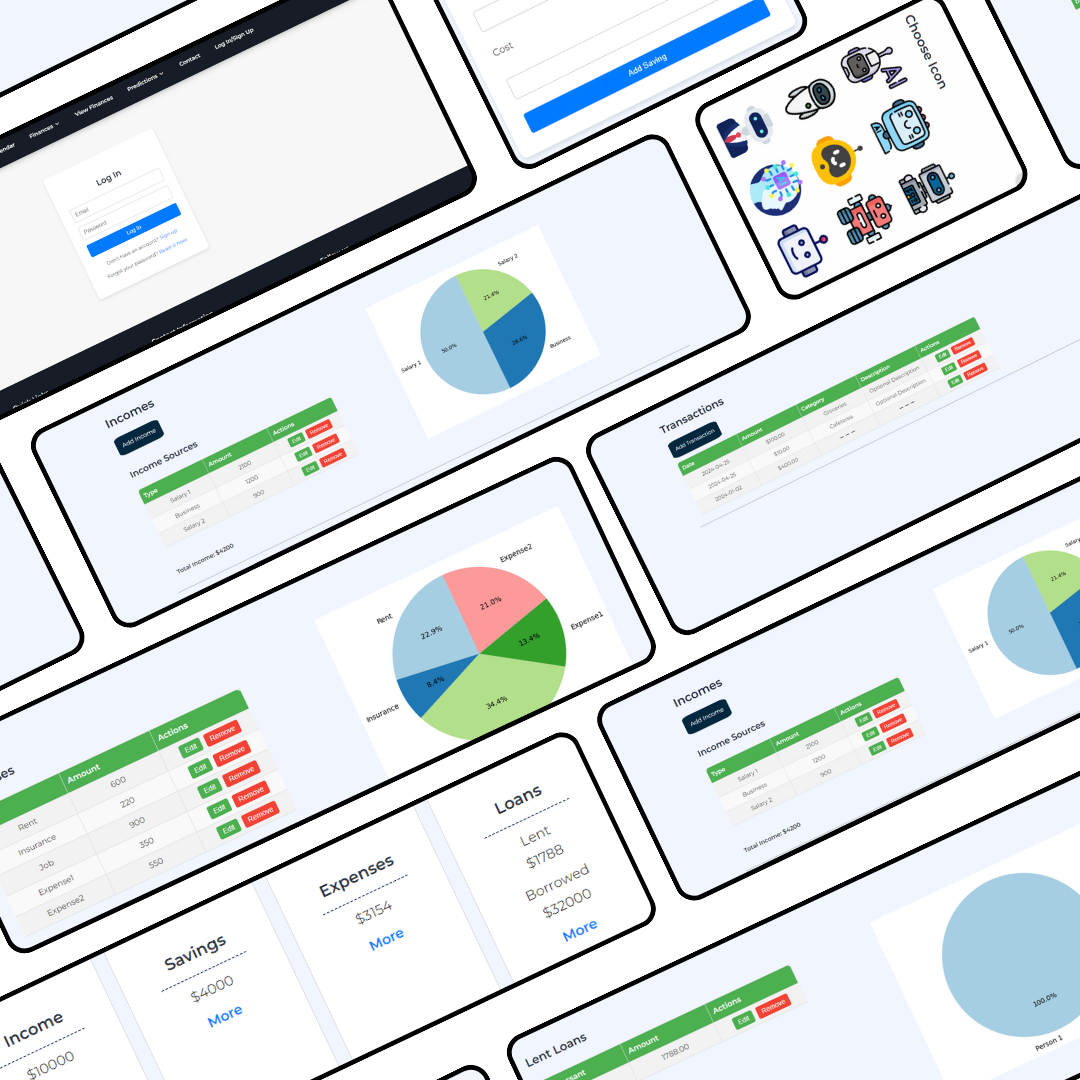 Finances
View Finances
Predictions
Contact
Log In/Sign Up
Log In
Email
Password
Log In
Don't have an account? Sign up
Forgot your password? Reset it here
Cost
Add Saving
Choose Icon
AI
Incomes
Add Income
Income Sources
Type Amount Actions
Salary 1 2100 Edit Remove
Business 1200 Edit Remove
Salary 2 900 Edit Remove
Total Income: $4200
Salary 2
21.4%
50.0%
28.6%
Salary 1
Business
Transactions
Add Transaction
Date Amount Category Description Actions
2024-04-25 $100.00 Groceries Optional Description Edit Remove
2024-04-25 $10.00 Cafeteria Optional Description Edit Remove
2024-01-02 $400.00 --- --- Edit Remove
Amount Actions
Rent 600 Edit Remove
Insurance 220 Edit Remove
Job 900 Edit Remove
Expense1 350 Edit Remove
Expense2 550 Edit Remove
Expense2
Rent
21.0%
22.9%
13.4%
Expense1
8.4%
34.4%
Insurance
Incomes
Add Income
Income Sources
Type Amount Actions
Salary 1 2100 Edit Remove
Business 1200 Edit Remove
Salary 2 900 Edit Remove
Total Income: $4200
21.4%
50.0%
Salary 1
Income
$10000
Savings
$4000
More
Expenses
$3154
More
Loans
Lent
$1788
Borrowed
$32000
More
Lent Loans
Amount Actions
1788.00 Edit Remove
100.0%
Person 1